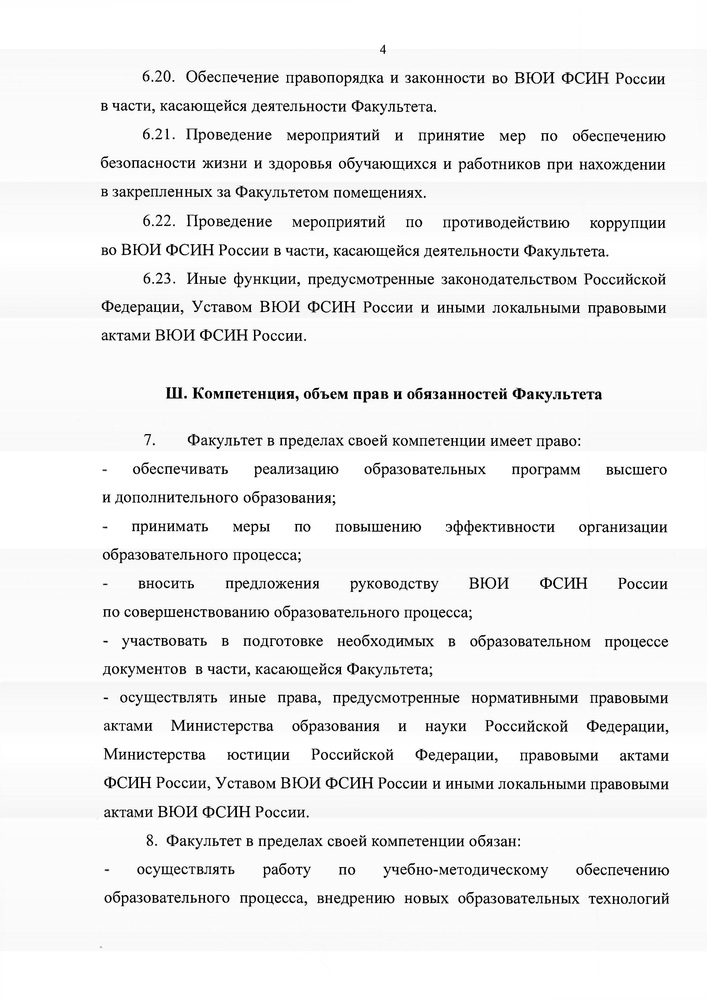 4
6.20. Обеспечение правопорядка и законности во ВЮИ ФСИН России
в части, касающейся деятельности Факультета.
6.21. Проведение мероприятий и принятие мер по обеспечению
безопасности жизни и здоровья обучающихся и работников при нахождении
в закрепленных за Факультетом помещениях.
6.22. Проведение мероприятий по противодействию коррупции
во ВЮИ ФСИН России в части, касающейся деятельности Факультета.
6.23. Иные функции, предусмотренные законодательством Российской
Федерации, Уставом ВЮИ ФСИН России и иными локальными правовыми
актами ВЮИ ФСИН России.
Ш. Компетенция, объем прав и обязанностей Факультета
7. Факультет в пределах своей компетенции имеет право:
- обеспечивать реализацию образовательных программ высшего
и дополнительного образования;
- принимать меры по повышению эффективности организации
образовательного процесса;
- вносить предложения руководству ВЮИ ФСИН России
по совершенствованию образовательного процесса;
- участвовать в подготовке необходимых в образовательном процессе
документов в части, касающейся Факультета;
- осуществлять иные права, предусмотренные нормативными правовыми
актами Министерства образования и науки Российской Федерации,
Министерства юстиции Российской Федерации, правовыми актами
ФСИН России, Уставом ВЮИ ФСИН России и иными локальными правовыми
актами ВЮИ ФСИН России.
8. Факультет в пределах своей компетенции обязан:
- осуществлять работу по учебно-методическому обеспечению
образовательного процесса, внедрению новых образовательных технологий